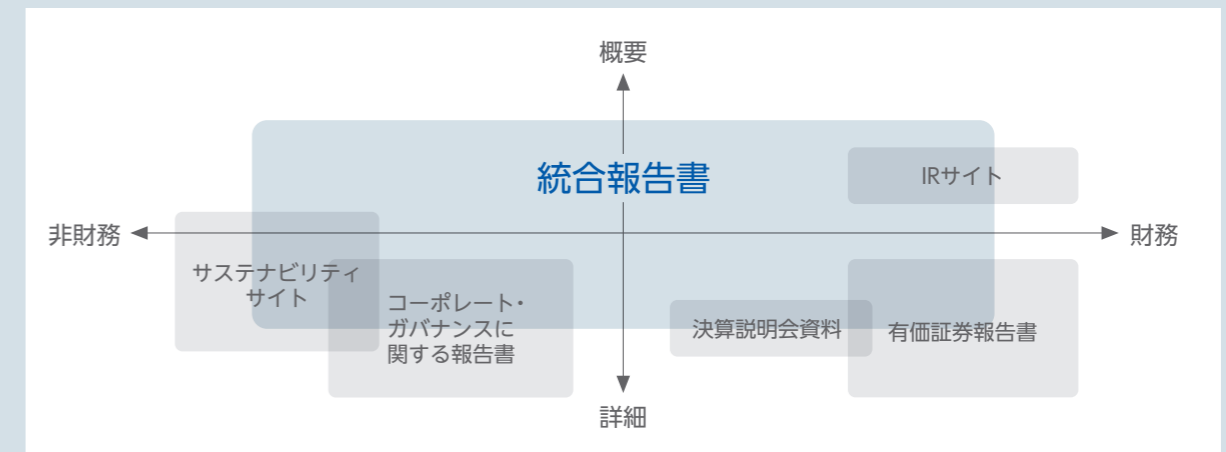 概要
統合報告書
IRサイト
非財務
財務
サステナビリティ
サイト
コーポレート・
ガバナンスに
関する報告書
決算説明会資料
有価証券報告書
詳細